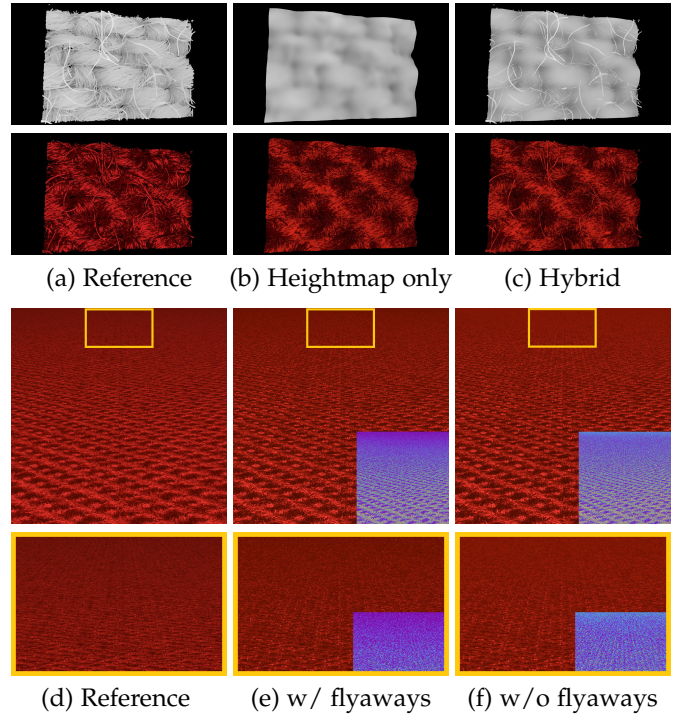 (a) Reference (b) Heightmap only (c) Hybrid
(d) Reference (e) w/ flyaways (f) w/o flyaways